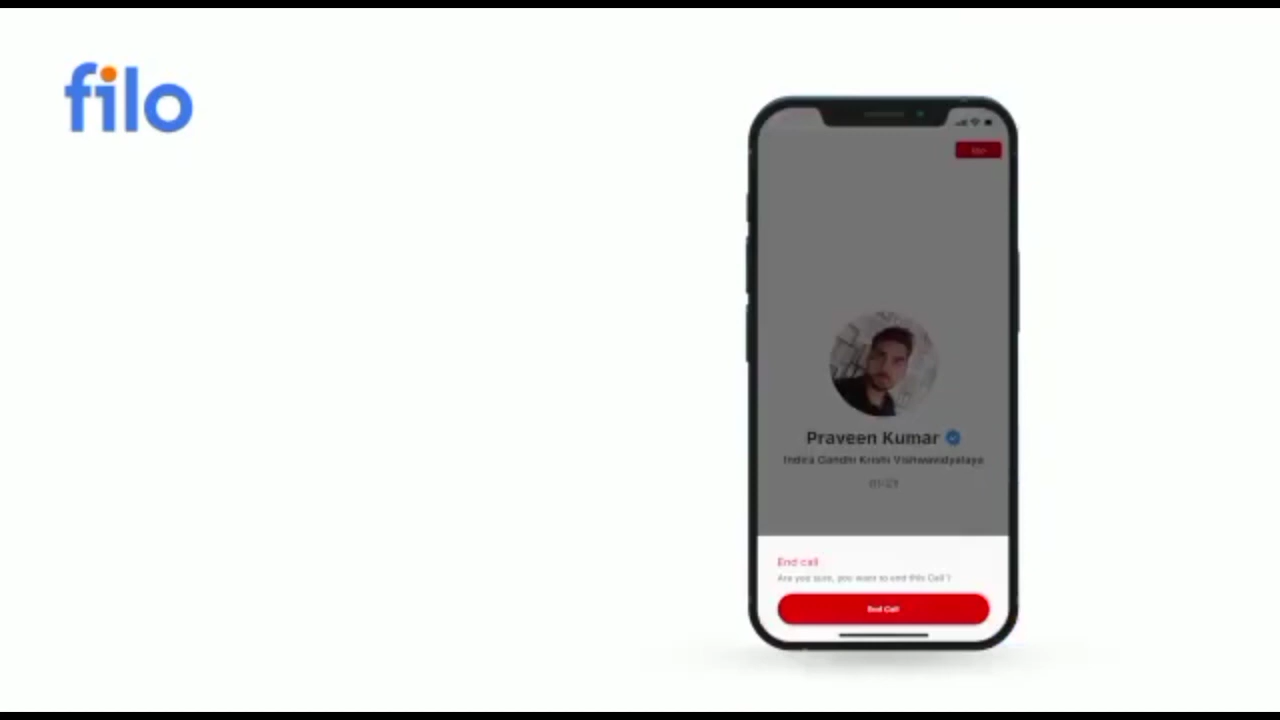 filo
Praveen Kumar
Indira Gandhi Krishi Vishwavidyalaya
End call
Are you sure, you want to end this Call ?
End Call